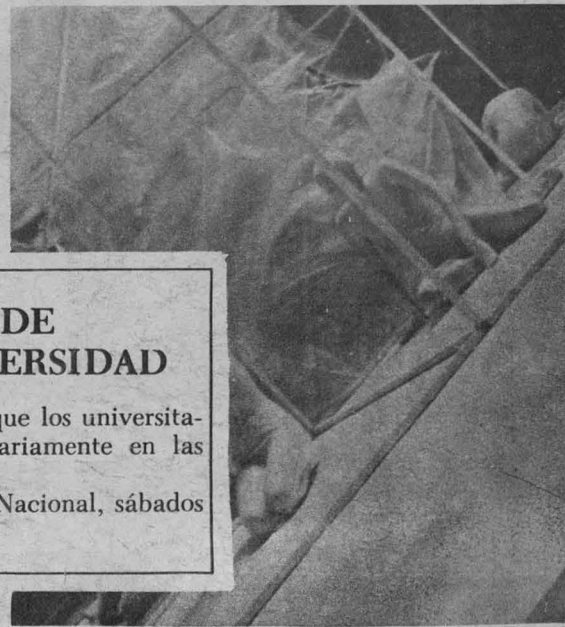 DE
ERSIDAD
que los universita-
ariamente en las
Nacional, sábados